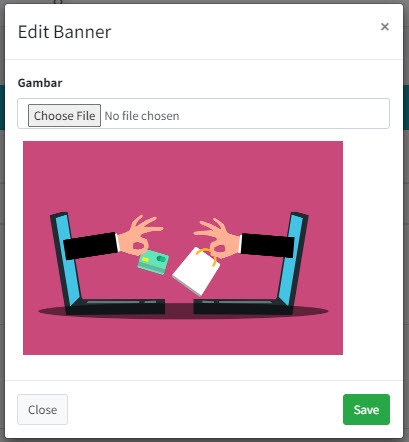 Edit Banner ×
Gambar
Choose File No file chosen
Close Save